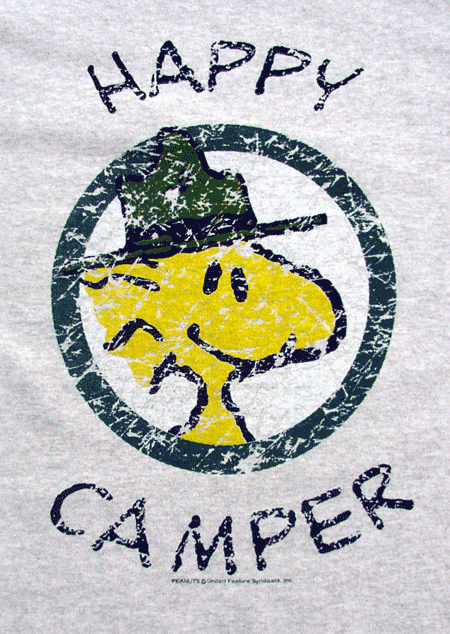 HAPPY
CAMPER
PEANUTS © United Feature Syndicate, Inc.